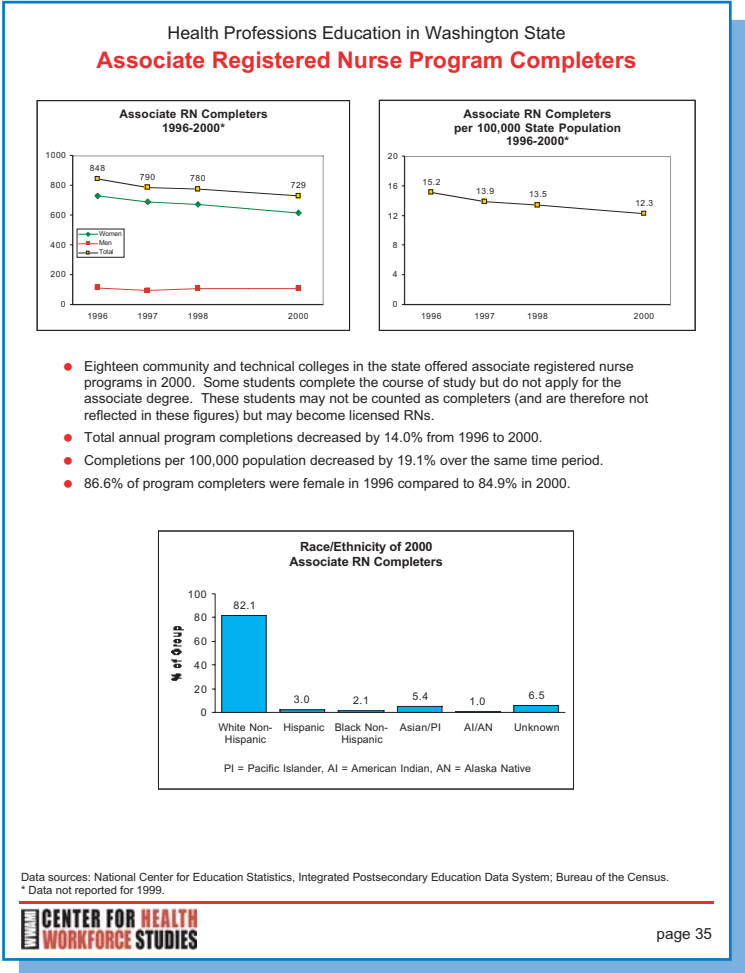 Health Professions Education in Washington State
Associate Registered Nurse Program Completers
Associate RN Completers
1996-2000*
1000
800
600
400
200
0
848
790
780
729
Women
Men
Total
1996 1997 1998 2000
Associate RN Completers
per 100,000 State Population
1996-2000*
20
16
12
8
4
0
15.2
13.9
13.5
12.3
1996 1997 1998 2000
• Eighteen community and technical colleges in the state offered associate registered nurse
programs in 2000. Some students complete the course of study but do not apply for the
associate degree. These students may not be counted as completers (and are therefore not
reflected in these figures) but may become licensed RNs.
• Total annual program completions decreased by 14.0% from 1996 to 2000.
• Completions per 100,000 population decreased by 19.1% over the same time period.
• 86.6% of program completers were female in 1996 compared to 84.9% in 2000.
Race/Ethnicity of 2000
Associate RN Completers
% of Group
100
80
60
40
20
0
82.1
3.0
2.1
5.4
1.0
6.5
White Non- Hispanic Black Non- Asian/PI AI/AN Unknown
Hispanic Hispanic
PI = Pacific Islander, AI = American Indian, AN = Alaska Native
Data sources: National Center for Education Statistics, Integrated Postsecondary Education Data System; Bureau of the Census.
* Data not reported for 1999.
WWAMI
CENTER FOR HEALTH
WORKFORCE STUDIES
page 35